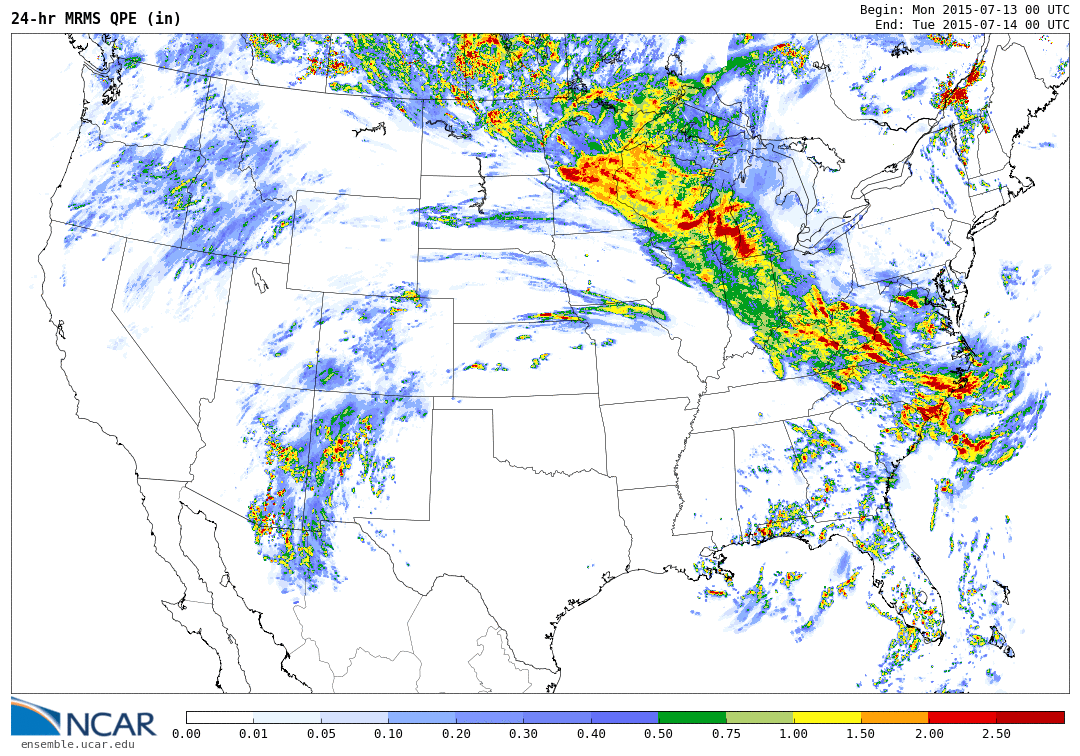 24-hr MRMS QPE (in)
Begin: Mon 2015-07-13 00 UTC
End: Tue 2015-07-14 00 UTC
NCAR
ensemble.ucar.edu
0.00 0.01 0.05 0.10 0.20 0.30 0.40 0.50 0.75 1.00 1.50 2.00 2.50